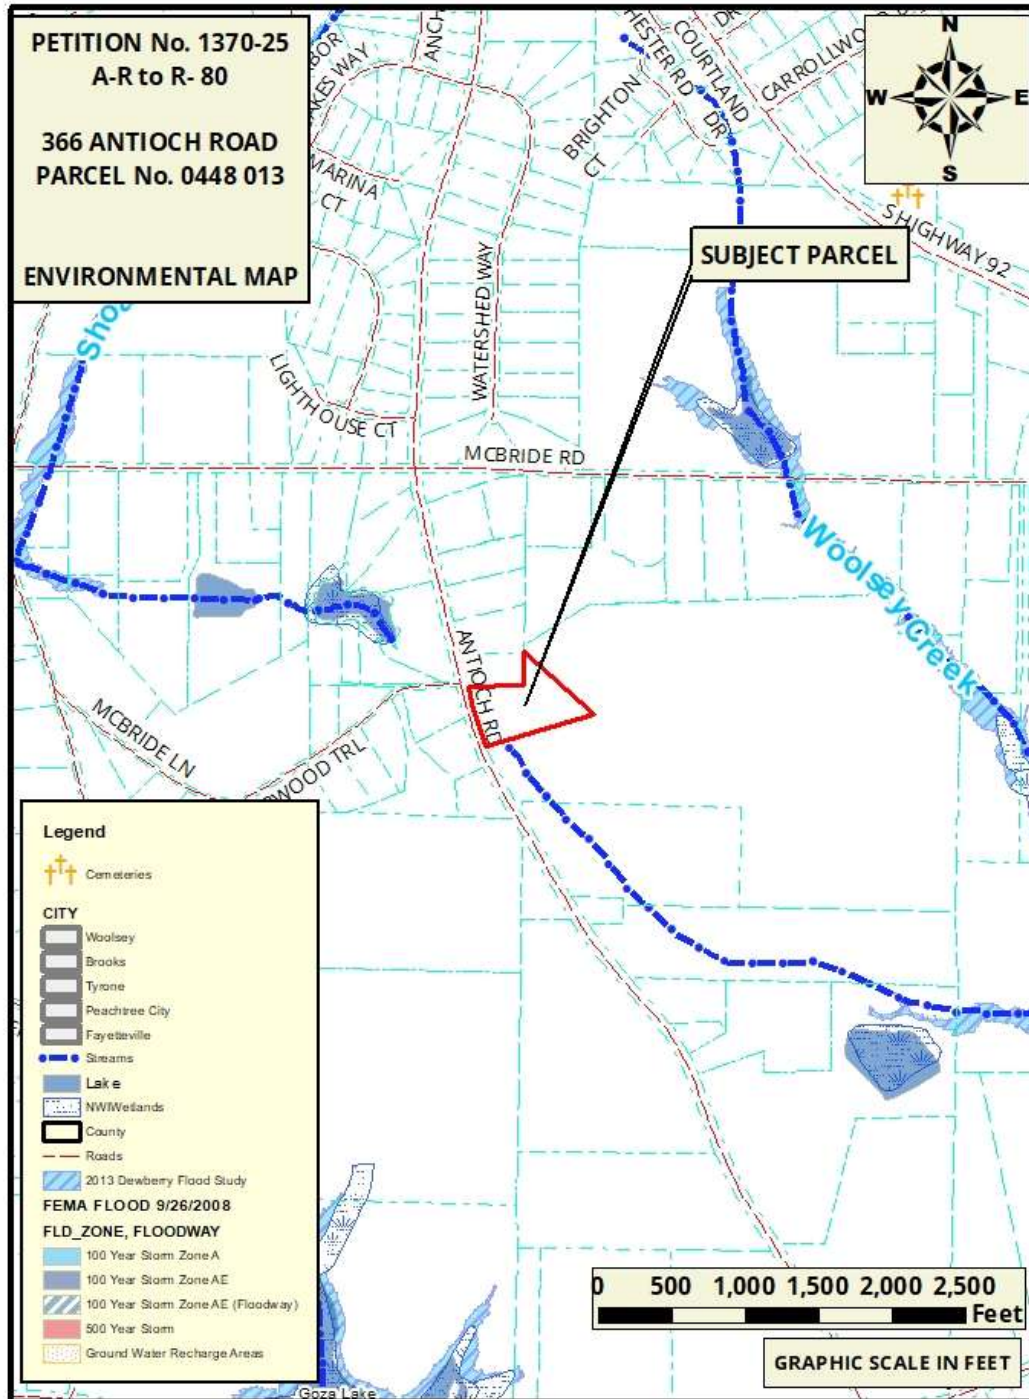 PETITION No. 1370-25
A-R to R- 80
366 ANTIOCH ROAD
PARCEL No. 0448 013
ENVIRONMENTAL MAP
N
W
E
S
MARINA
CT
BRIGHTON
CT
COURTLAND
DR
DR
S HIGHWAY 92
SUBJECT PARCEL
WATERSHED WAY
LIGHTHOUSE CT
MCBRIDE RD
Woolsey Creek
ANTIOCH RD
MCBRIDE LN
Legend
Cemeteries
CITY
Woolsey
Brooks
Tyrone
Peachtree City
Fayetteville
Streams
Lake
NWIWetlands
County
Roads
2013 Dewberry Flood Study
FEMA FLOOD 9/26/2008
FLD_ZONE, FLOODWAY
100 Year Storm Zone A
100 Year Storm Zone AE
100 Year Storm Zone AE (Floodway)
500 Year Storm
Ground Water Recharge Areas
Goza Lake
0 500 1,000 1,500 2,000 2,500
Feet
GRAPHIC SCALE IN FEET